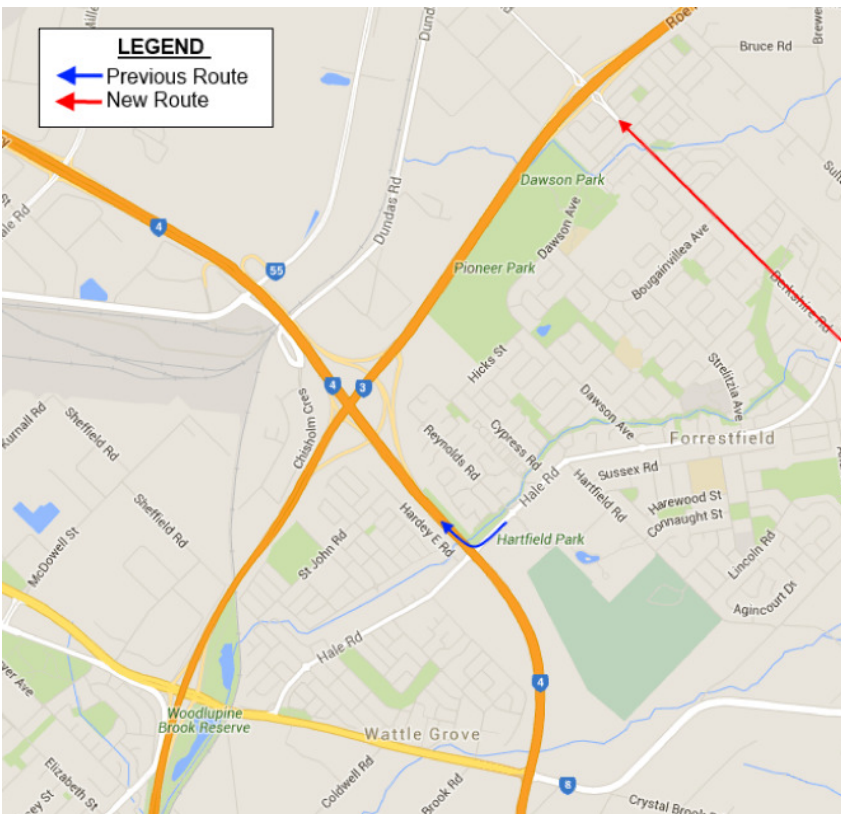 LEGEND
Previous Route
New Route
Dund
Bruce Rd
4
Dundas Rd
Dawson Park
Dawson Ave
55
Pioneer Park
Bougainvillea Ave
Berkshire Rd
Hicks St
4
3
Strelitzia Ave
Kurnall Rd
Sheffield Rd
Chisholm Cres
Dawson Ave
Reynolds Rd
Cypress Rd
Forrestfield
Sussex Rd
Hale Rd
Hartfield Rd
Sheffield Rd
Harewood St
Connaught St
Hardey E Rd
Hartfield Park
McDowell St
St John Rd
Lincoln Rd
Agincourt Dr
Hale Rd
4
Woodlupine
Brook Reserve
Wattle Grove
Elizabeth St
Coldwell Rd
Brook Rd
8
Crystal Brook